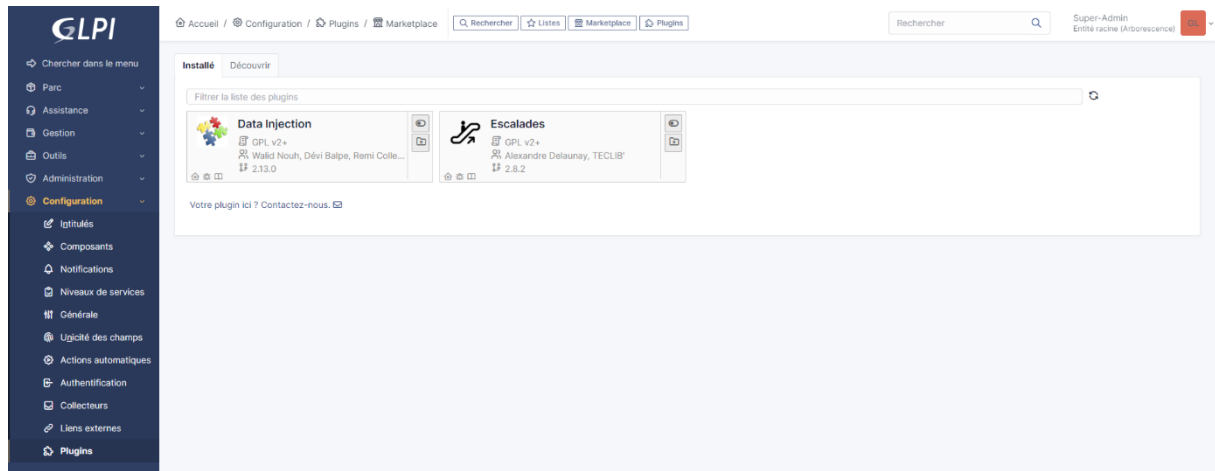 GLPI
Accueil / Configuration / Plugins / Marketplace
Rechercher
Listes
Marketplace
Plugins
Rechercher
Super-Admin
Entité racine (Arborescence)
GL
Chercher dans le menu
Parc
Assistance
Gestion
Outils
Administration
Configuration
Intitulés
Composants
Notifications
Niveaux de services
Générale
Unicité des champs
Actions automatiques
Authentification
Collecteurs
Liens externes
Plugins
Installé
Découvrir
Filtrer la liste des plugins
Data Injection
GPL v2+
Walid Nouh, Dévi Balpe, Remi Colle...
2.13.0
Escalades
GPL v2+
Alexandre Delaunay, TECLIB'
2.8.2
Votre plugin ici ? Contactez-nous.